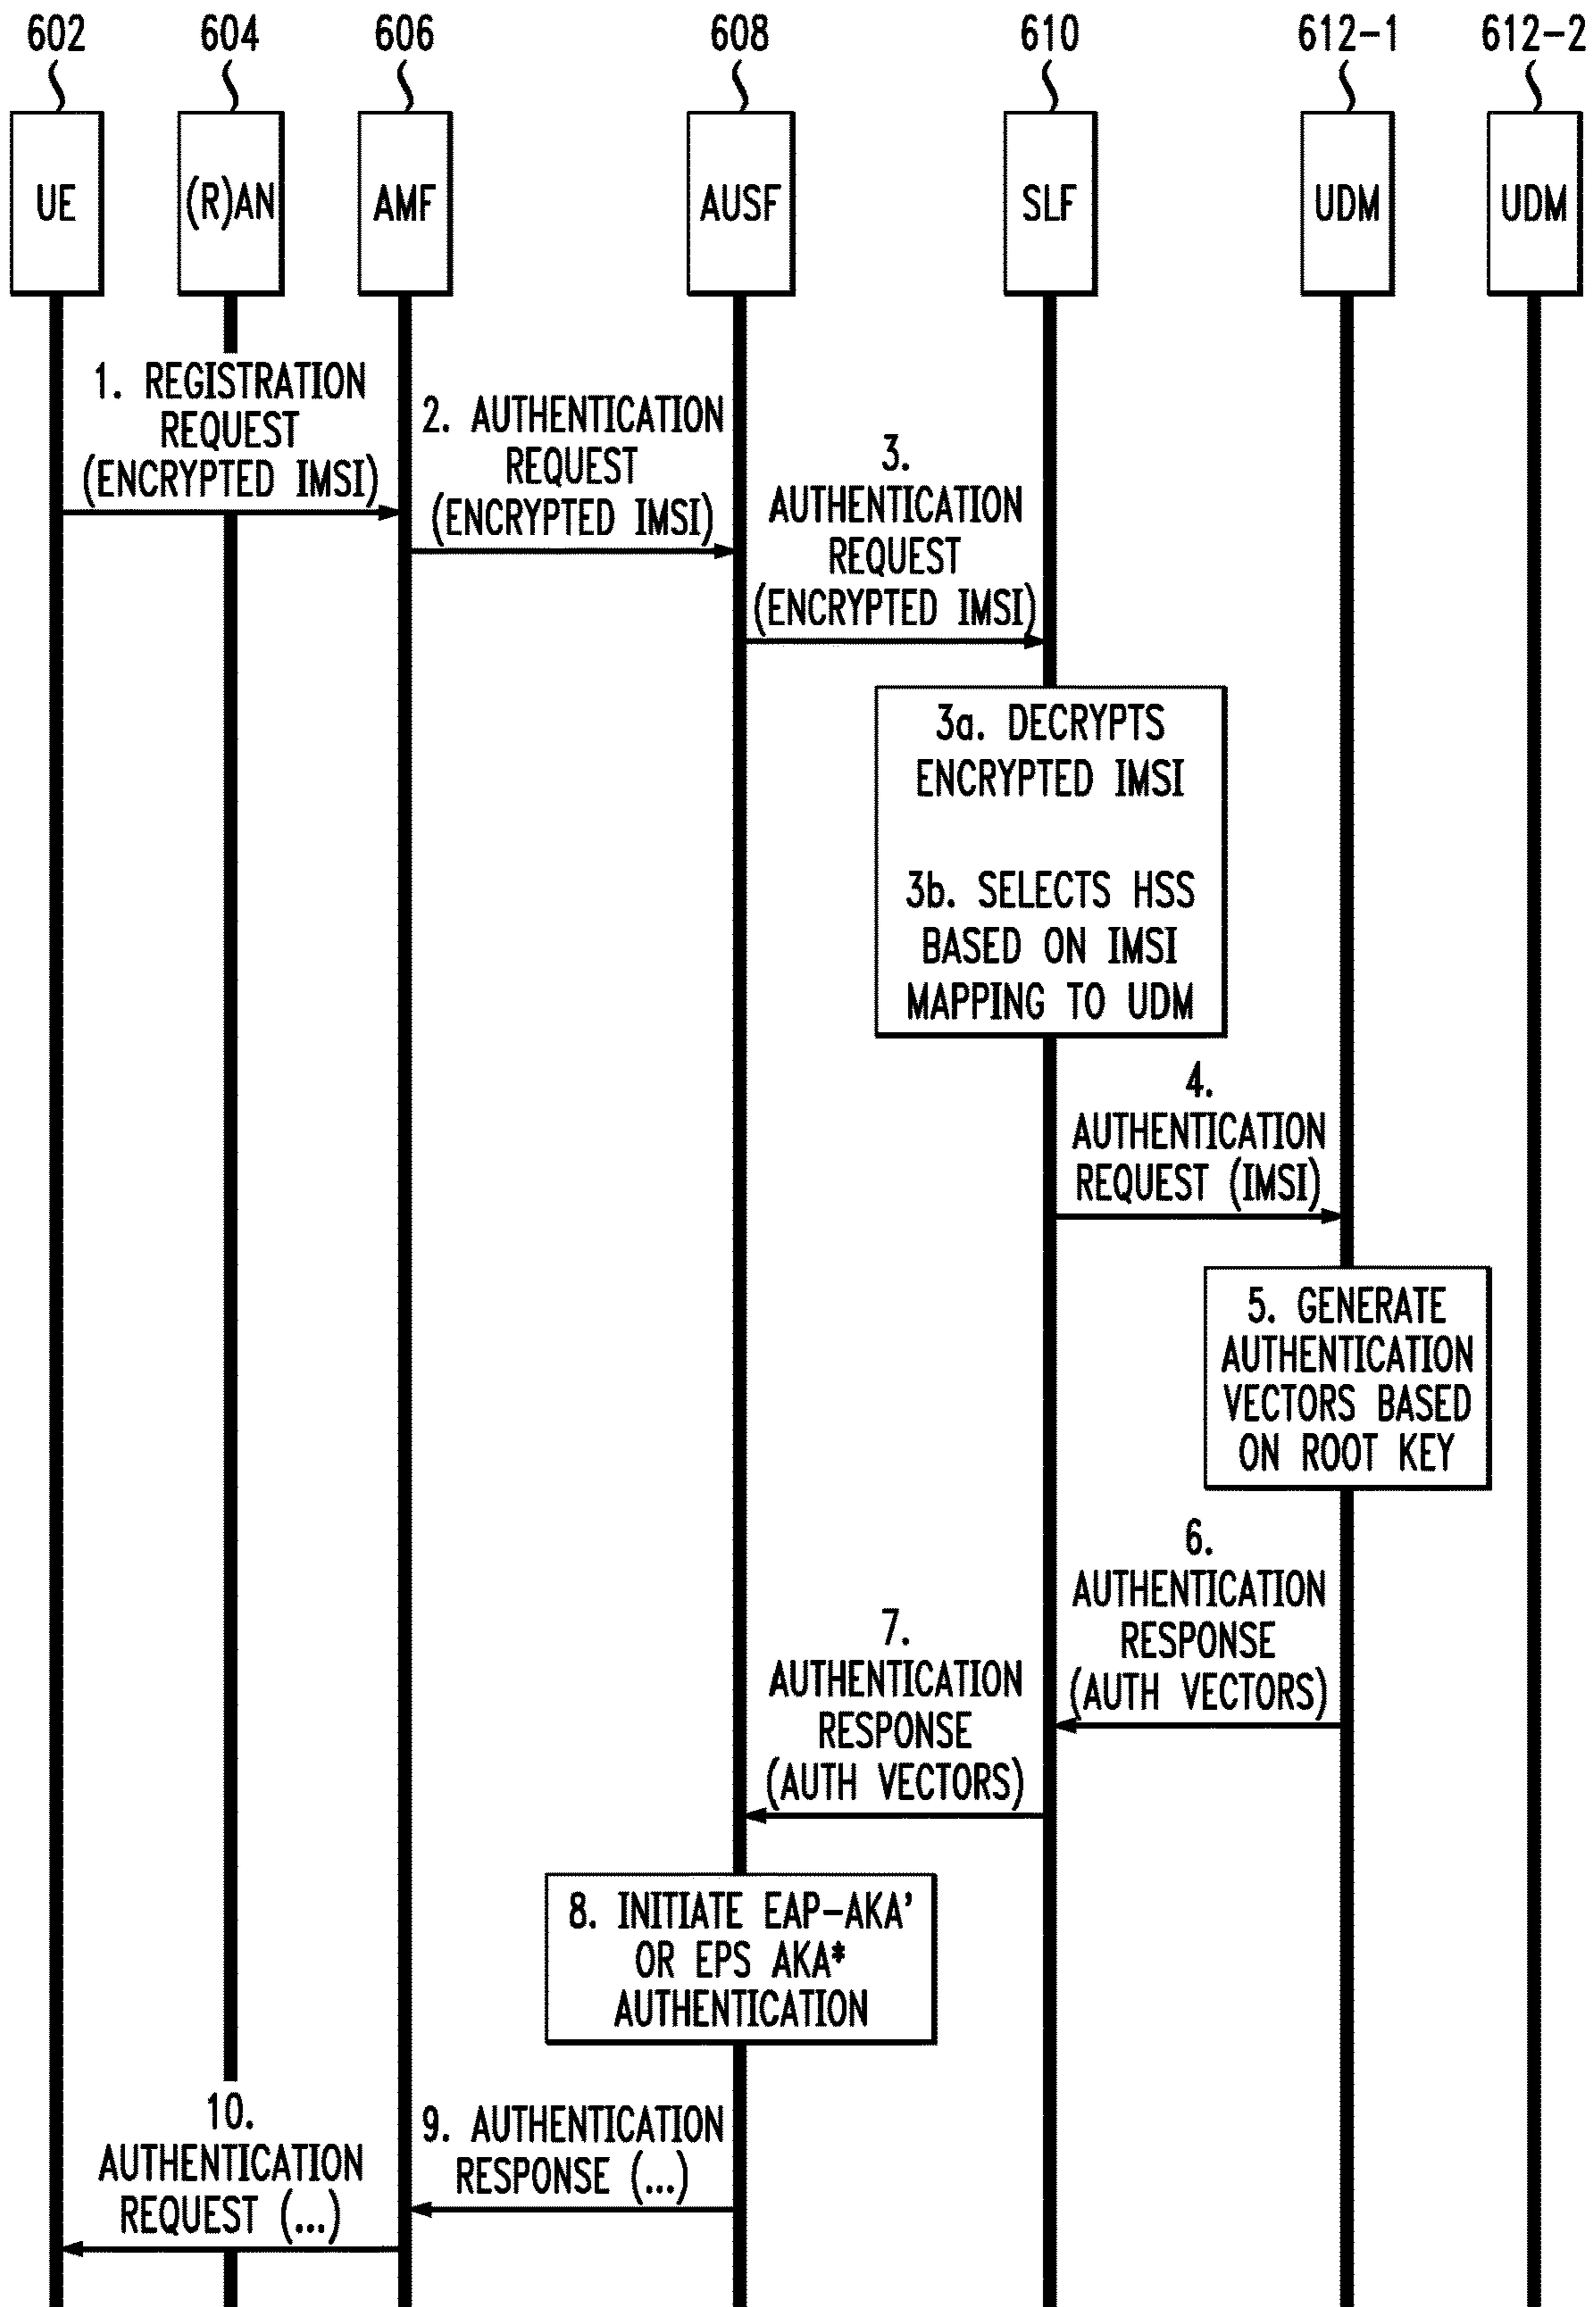 602
604
606
608
610
612-1
612-2
UE
(R)AN
AMF
AUSF
SLF
UDM
UDM
1. REGISTRATION
REQUEST
(ENCRYPTED IMSI)
2. AUTHENTICATION
REQUEST
(ENCRYPTED IMSI)
3.
AUTHENTICATION
REQUEST
(ENCRYPTED IMSI)
3a. DECRYPTS
ENCRYPTED IMSI
3b. SELECTS HSS
BASED ON IMSI
MAPPING TO UDM
4.
AUTHENTICATION
REQUEST (IMSI)
5. GENERATE
AUTHENTICATION
VECTORS BASED
ON ROOT KEY
6.
AUTHENTICATION
RESPONSE
(AUTH VECTORS)
7.
AUTHENTICATION
RESPONSE
(AUTH VECTORS)
8. INITIATE EAP-AKA'
OR EPS AKA*
AUTHENTICATION
9. AUTHENTICATION
RESPONSE (...)
10.
AUTHENTICATION
REQUEST (...)